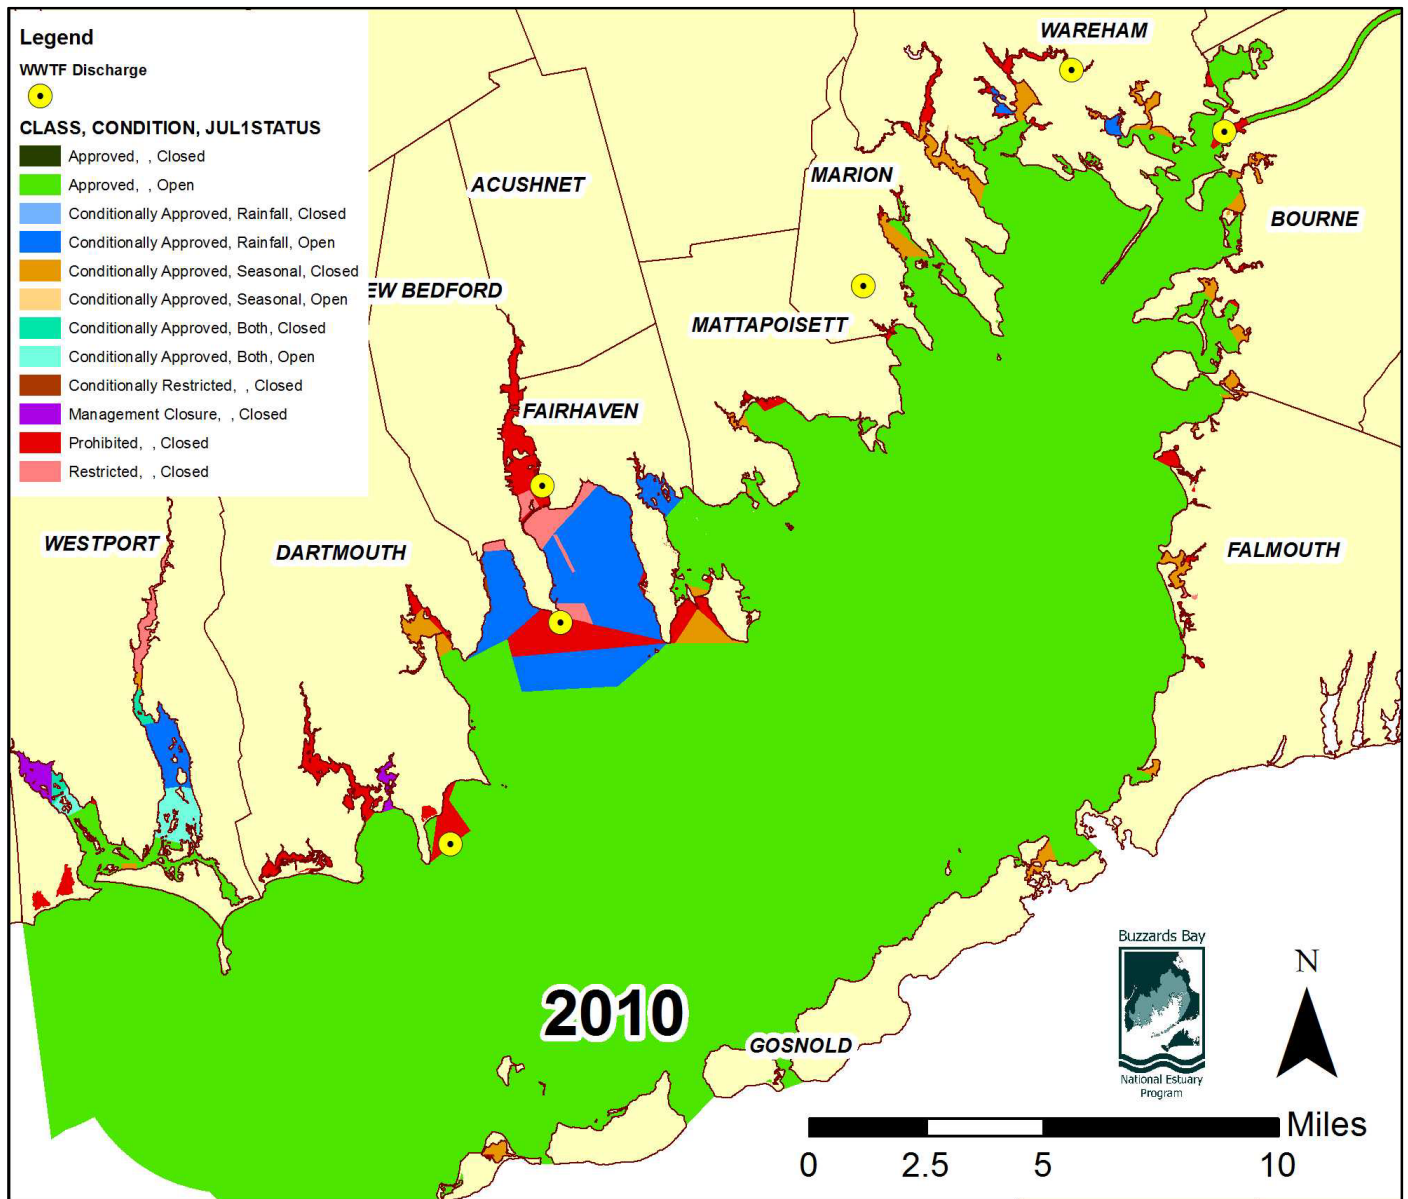 Legend
WWTF Discharge
CLASS, CONDITION, JUL1STATUS
Approved, , Closed
Approved, , Open
Conditionally Approved, Rainfall, Closed
Conditionally Approved, Rainfall, Open
Conditionally Approved, Seasonal, Closed
Conditionally Approved, Seasonal, Open
Conditionally Approved, Both, Closed
Conditionally Approved, Both, Open
Conditionally Restricted, , Closed
Management Closure, , Closed
Prohibited, , Closed
Restricted, , Closed
WAREHAM
ACUSHNET
MARION
BOURNE
EW BEDFORD
MATTAPOISETT
FAIRHAVEN
WESTPORT
DARTMOUTH
FALMOUTH
2010
GOSNOLD
Buzzards Bay
National Estuary
Program
N
Miles
0 2.5 5 10